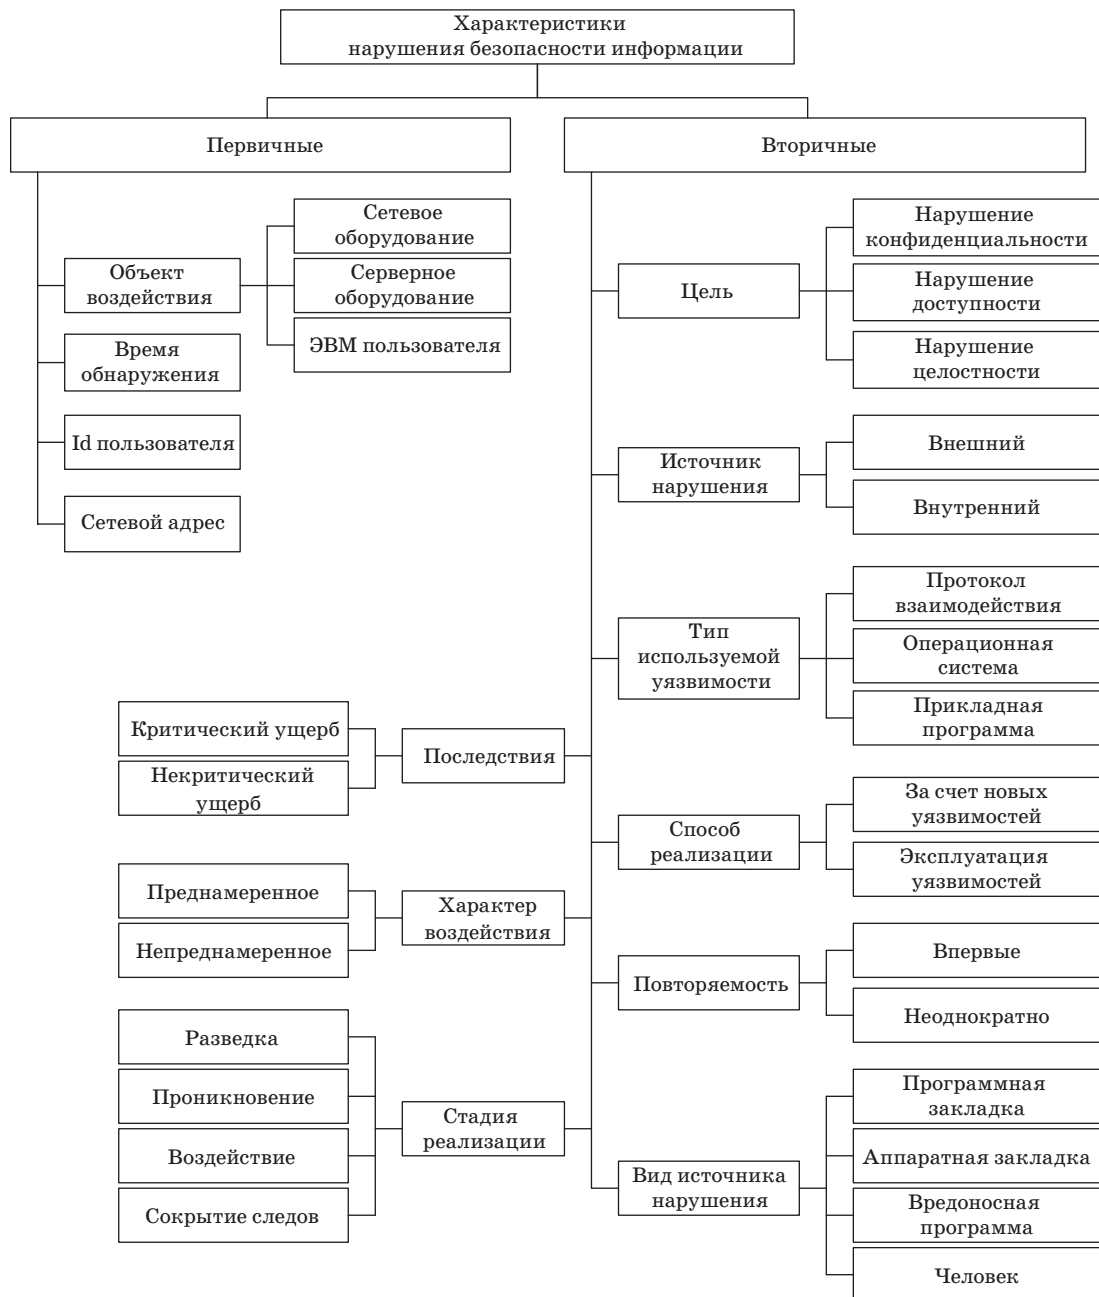 Характеристики
нарушения безопасности информации
Первичные
Объект
воздействия
Сетевое
оборудование
Серверное
оборудование
ЭВМ пользователя
Время
обнаружения
Id пользователя
Сетевой адрес
Вторичные
Цель
Нарушение
конфиденциальности
Нарушение
доступности
Нарушение
целостности
Источник
нарушения
Внешний
Внутренний
Тип
используемой
уязвимости
Протокол
взаимодействия
Операционная
система
Прикладная
программа
Последствия
Критический ущерб
Некритический
ущерб
Способ
реализации
За счет новых
уязвимостей
Эксплуатация
уязвимостей
Характер
воздействия
Преднамеренное
Непреднамеренное
Повторяемость
Впервые
Неоднократно
Стадия
реализации
Разведка
Проникновение
Воздействие
Сокрытие следов
Вид источника
нарушения
Программная
закладка
Аппаратная закладка
Вредоносная
программа
Человек